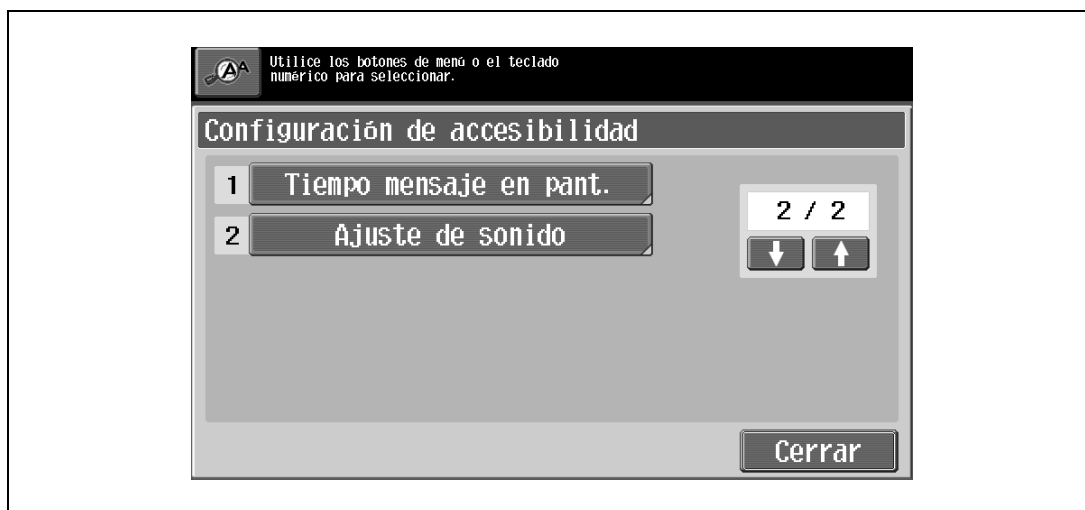 Utilice los botones de menú o el teclado
numérico para seleccionar.
Configuración de accesibilidad
1 Tiempo mensaje en pant.
2 / 2
2 Ajuste de sonido
Cerrar